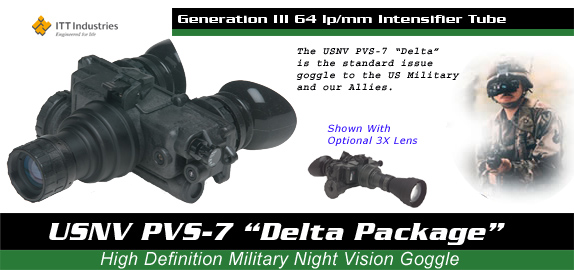 ITT Industries
Engineered for life
Generation III 64 lp/mm Intensifier Tube
The USNV PVS-7 “Delta”
is the standard issue
goggle to the US Military
and our Allies.
Shown With
Optional 3X Lens
USNV PVS-7 “Delta Package”
High Definition Military Night Vision Goggle